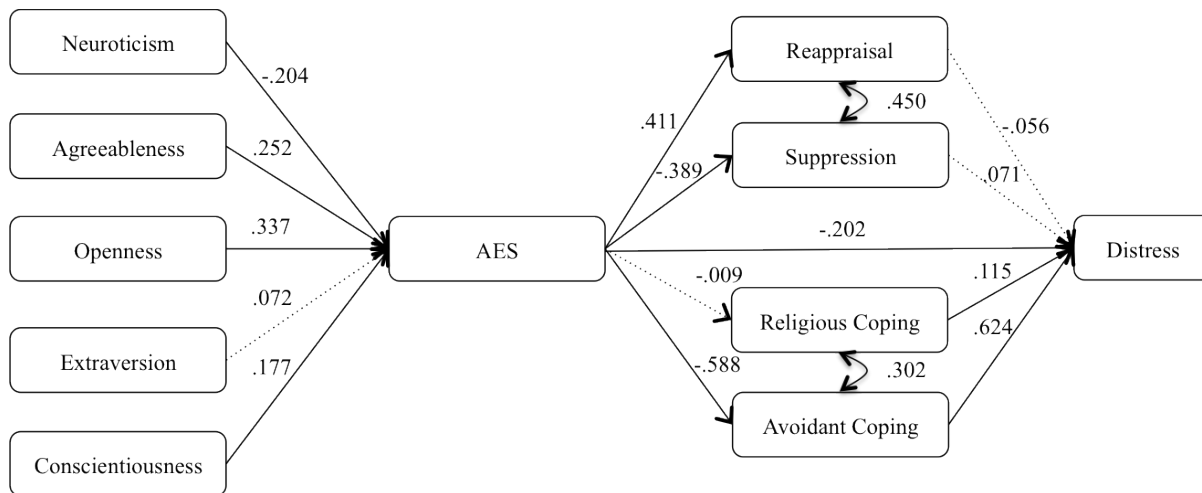 Neuroticism
-.204
Agreeableness
.252
Openness
.337
Extraversion
.072
.177
Conscientiousness
AES
.411
-.389
-.202
-.009
-.588
Reappraisal
.450
Suppression
Religious Coping
.302
Avoidant Coping
-.056
.071
.115
.624
Distress